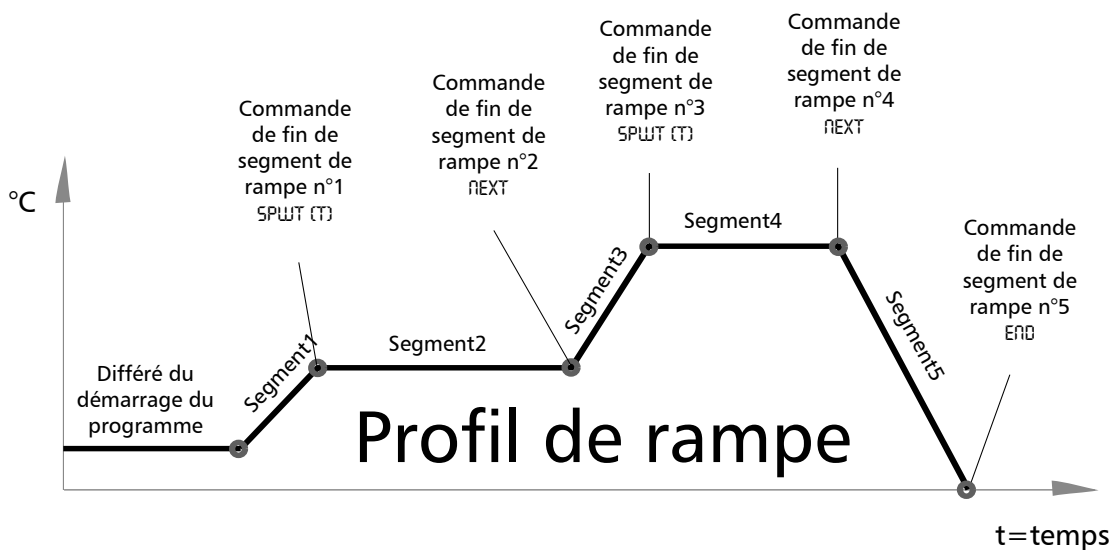 Commande
de fin de
segment de
rampe n°1
SPWT (T)
Commande
de fin de
segment de
rampe n°2
NEXT
Commande
de fin de
segment de
rampe n°3
SPWT (T)
Commande
de fin de
segment de
rampe n°4
NEXT
Commande
de fin de
segment de
rampe n°5
END
°C
Différé du
démarrage du
programme
Segment1
Segment2
Segment3
Segment4
Segment5
Profil de rampe
t=temps